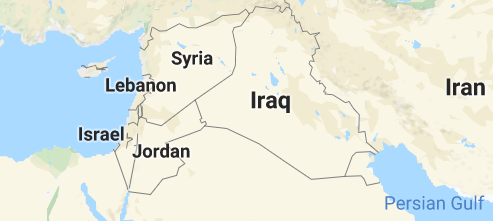 Syria
Lebanon
Iraq
Iran
Israel
Jordan
Persian Gulf